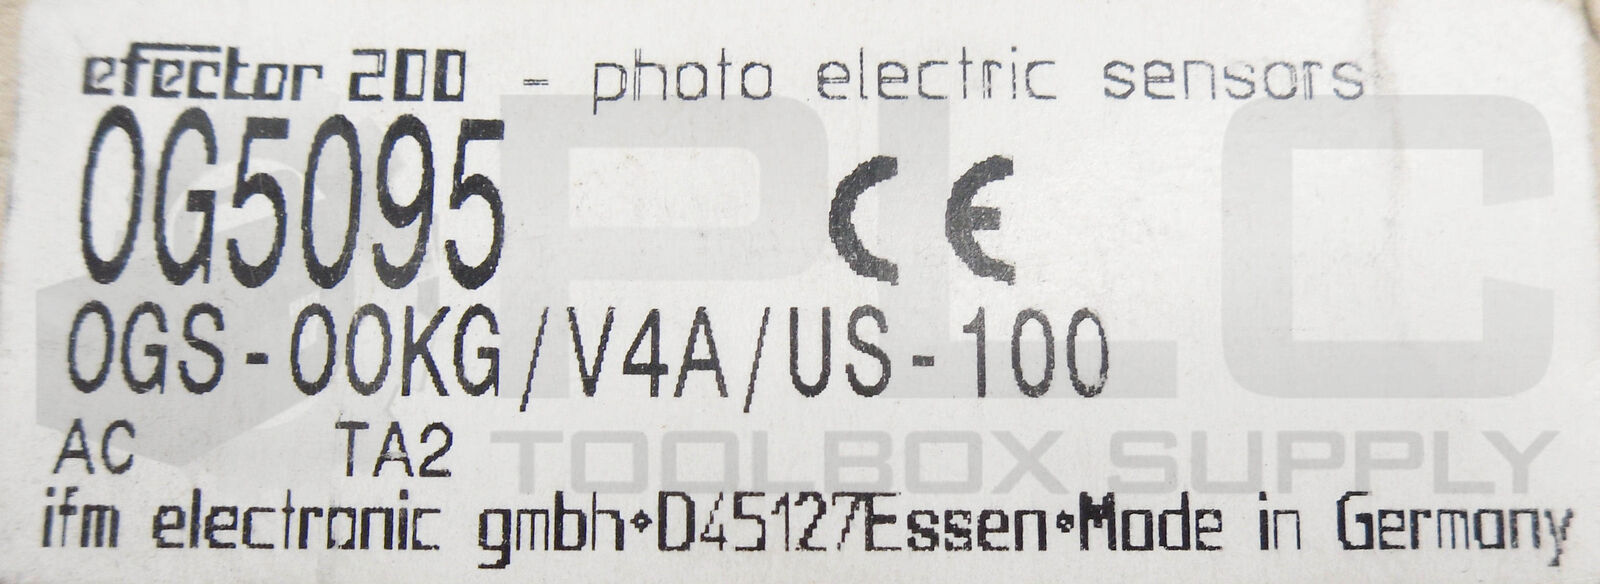 efector 200 - photo electric sensors
OG5095
CE
OGS-00KG/V4A/US-100
AC TA2
ifm electronic gmbh•D45127Essen•Made in Germany
PLC
TOOLBOX SUPPLY